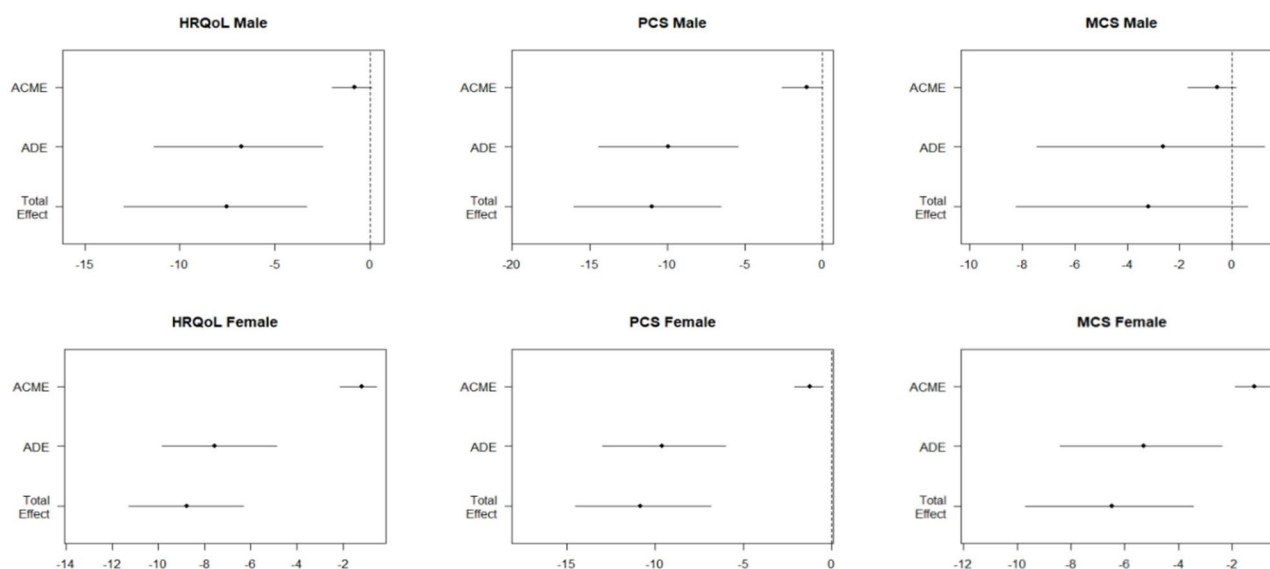 HRQoL Male
ACME
ADE
Total
Effect
-15 -10 -5 0
PCS Male
ACME
ADE
Total
Effect
-20 -15 -10 -5 0
MCS Male
ACME
ADE
Total
Effect
-10 -8 -6 -4 -2 0
HRQoL Female
ACME
ADE
Total
Effect
-14 -12 -10 -8 -6 -4 -2
PCS Female
ACME
ADE
Total
Effect
-15 -10 -5 0
MCS Female
ACME
ADE
Total
Effect
-12 -10 -8 -6 -4 -2